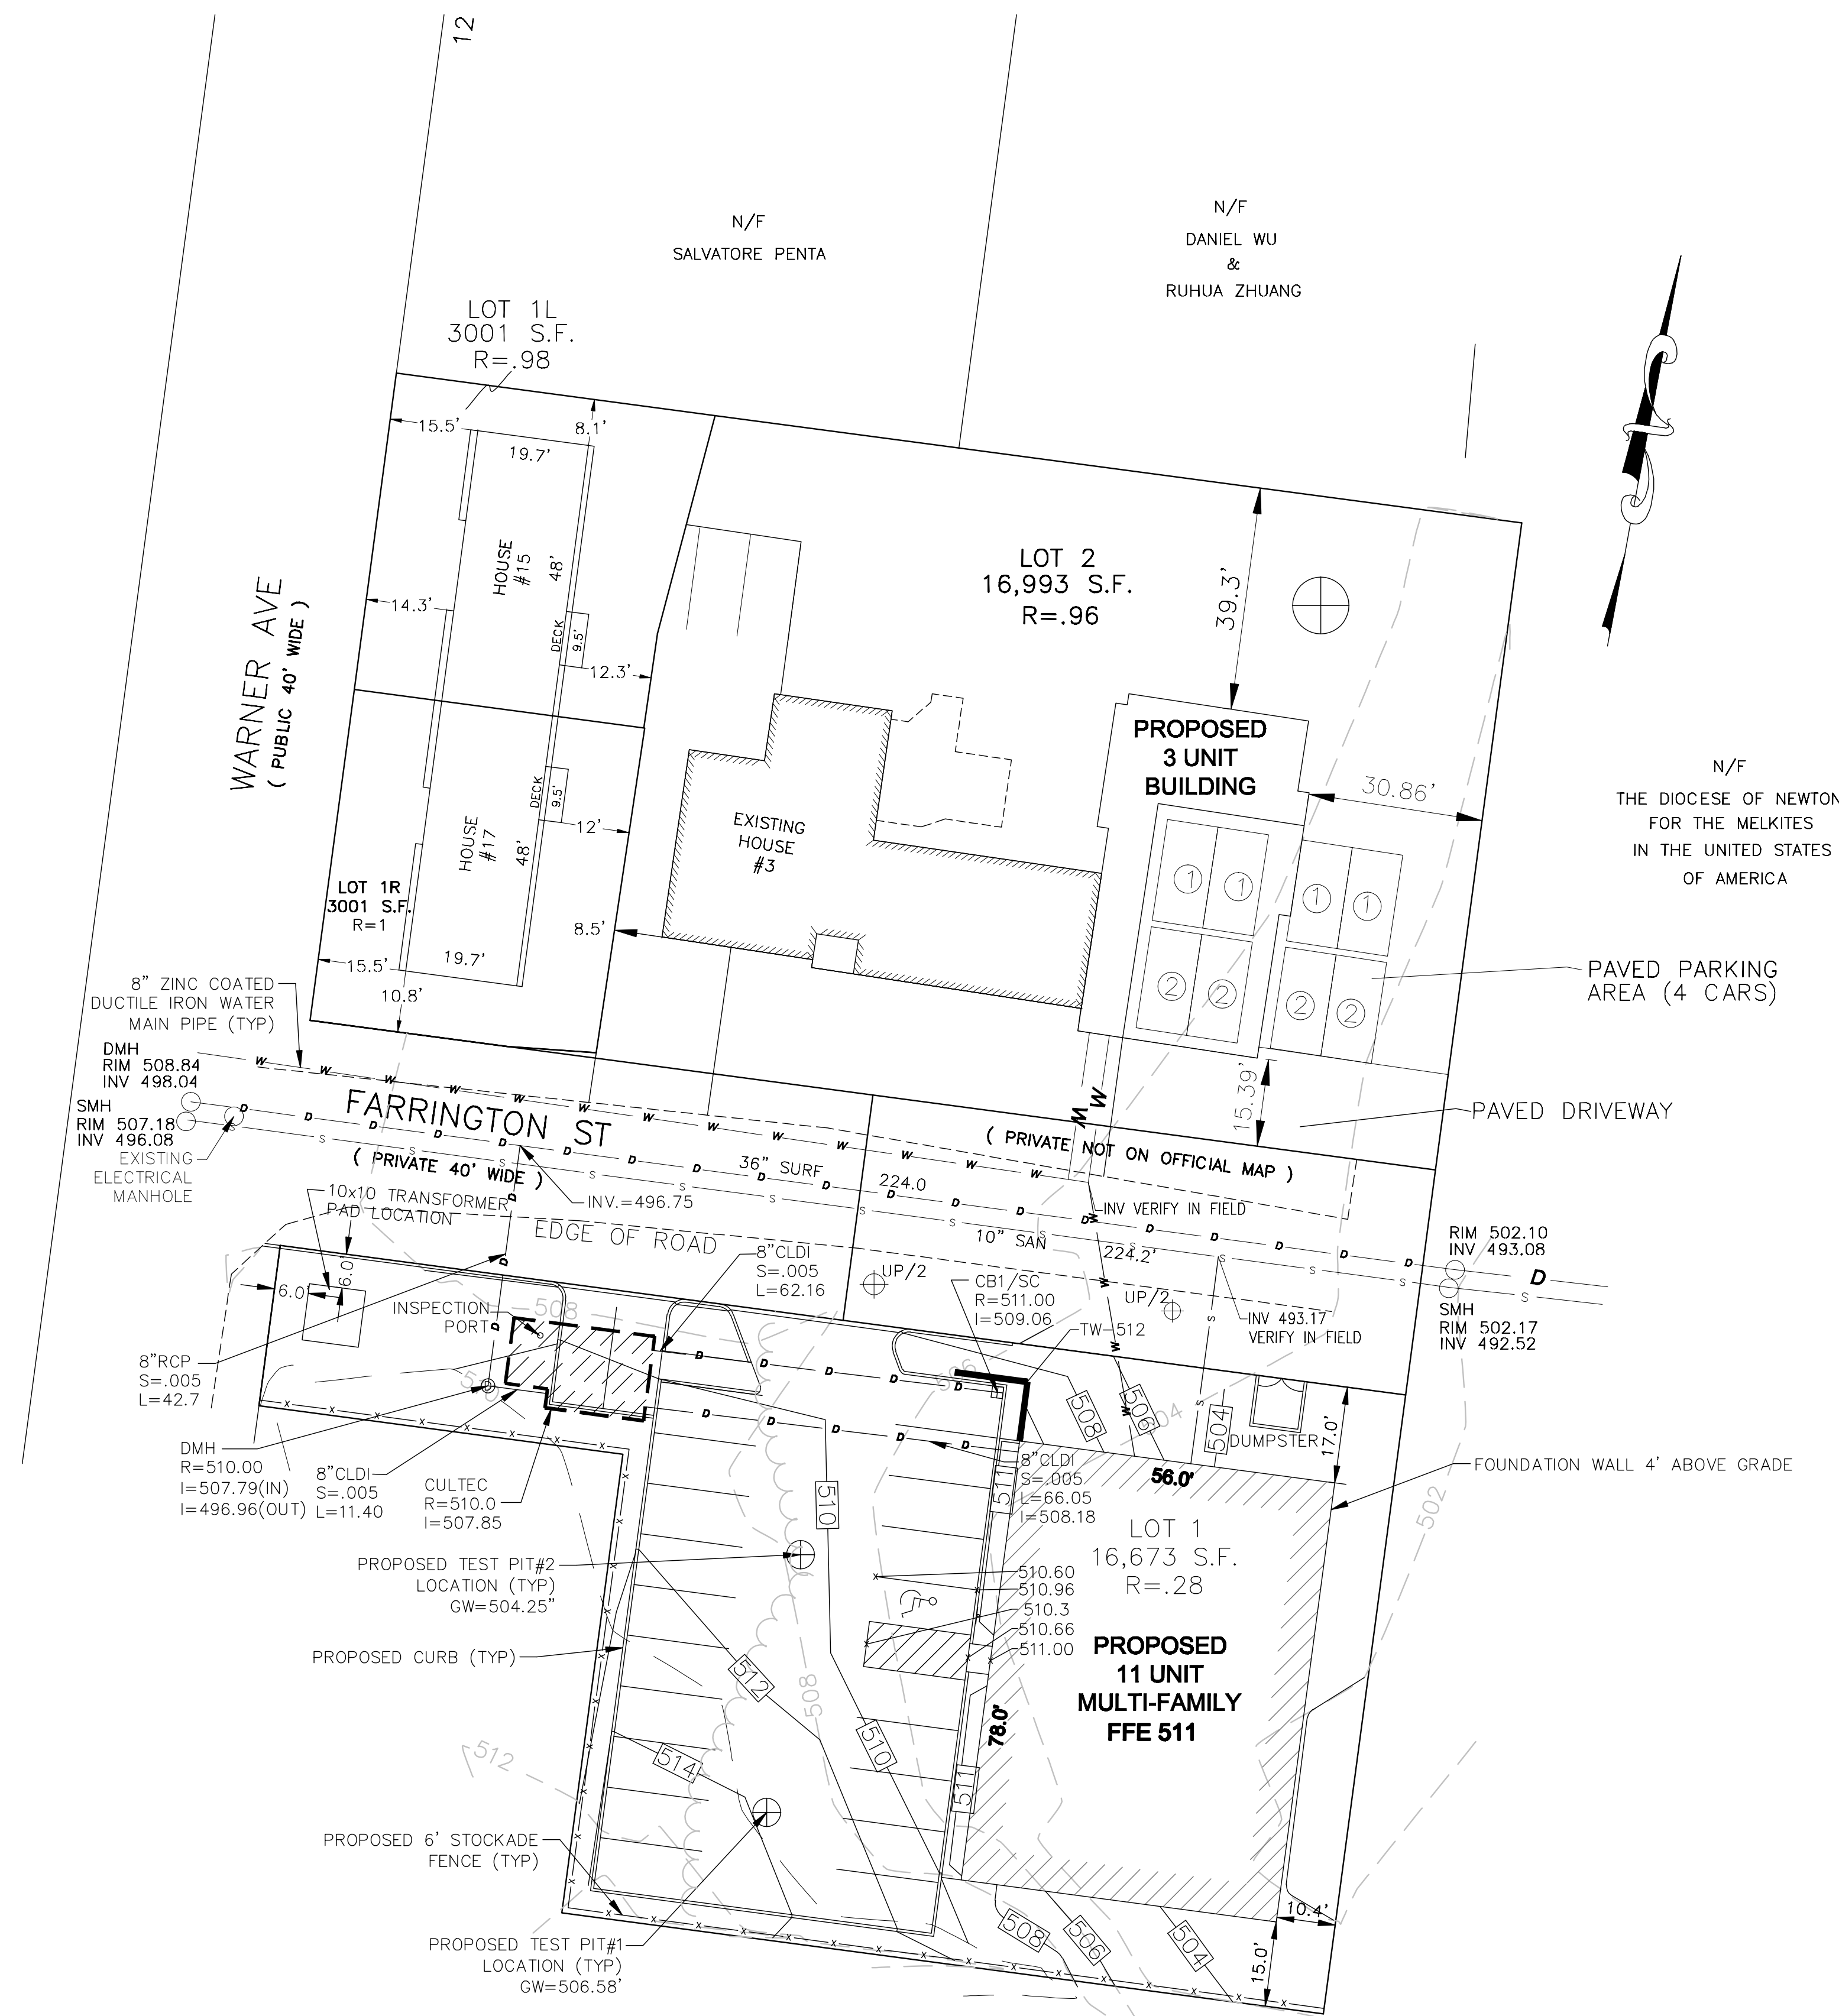 12
N/F
SALVATORE PENTA
N/F
DANIEL WU
&
RUHUA ZHUANG
LOT 1L
3001 S.F.
R=.98
15.5'
8.1'
19.7'
HOUSE
#15
48'
14.3'
DECK
9.5'
12.3'
WARNER AVE
( PUBLIC 40' WIDE )
LOT 2
16,993 S.F.
R=.96
39.3'
PROPOSED
3 UNIT
BUILDING
30.86'
N/F
THE DIOCESE OF NEWTON
FOR THE MELKITES
IN THE UNITED STATES
OF AMERICA
EXISTING
HOUSE
#3
DECK
9.5'
12'
HOUSE
#17
48'
LOT 1R
3001 S.F.
R=1
8.5'
15.5'
19.7'
10.8'
1
1
1
1
2
2
2
2
PAVED PARKING
AREA (4 CARS)
15.39'
PAVED DRIVEWAY
8" ZINC COATED
DUCTILE IRON WATER
MAIN PIPE (TYP)
DMH
RIM 508.84
INV 498.04
SMH
RIM 507.18
INV 496.08
EXISTING
ELECTRICAL
MANHOLE
FARRINGTON ST
( PRIVATE 40' WIDE )
( PRIVATE NOT ON OFFICIAL MAP )
36" SURF
224.0
INV.=496.75
INV VERIFY IN FIELD
10" SAN
224.2'
EDGE OF ROAD
10x10 TRANSFORMER
PAD LOCATION
6.0'
6.0'
RIM 502.10
INV 493.08
D
SMH
RIM 502.17
INV 492.52
UP/2
UP/2
INV 493.17
VERIFY IN FIELD
8"CLDI
S=.005
L=62.16
CB1/SC
R=511.00
I=509.06
TW-512
INSPECTION
PORT
508
8"RCP
S=.005
L=42.7
DMH
R=510.00
I=507.79(IN)
I=496.96(OUT)
8"CLDI
S=.005
L=11.40
CULTEC
R=510.0
I=507.85
508
506
504
504
DUMPSTER
17.0'
56.0'
FOUNDATION WALL 4' ABOVE GRADE
502
8"CLDI
S=.005
L=66.05
I=508.18
511
510
LOT 1
16,673 S.F.
R=.28
PROPOSED TEST PIT#2
LOCATION (TYP)
GW=504.25"
510.60
510.96
510.3
510.66
511.00
PROPOSED
11 UNIT
MULTI-FAMILY
FFE 511
PROPOSED CURB (TYP)
512
508
78.0'
510
514
512
511
PROPOSED 6' STOCKADE
FENCE (TYP)
10.4'
15.0'
508
506
504
PROPOSED TEST PIT#1
LOCATION (TYP)
GW=506.58'